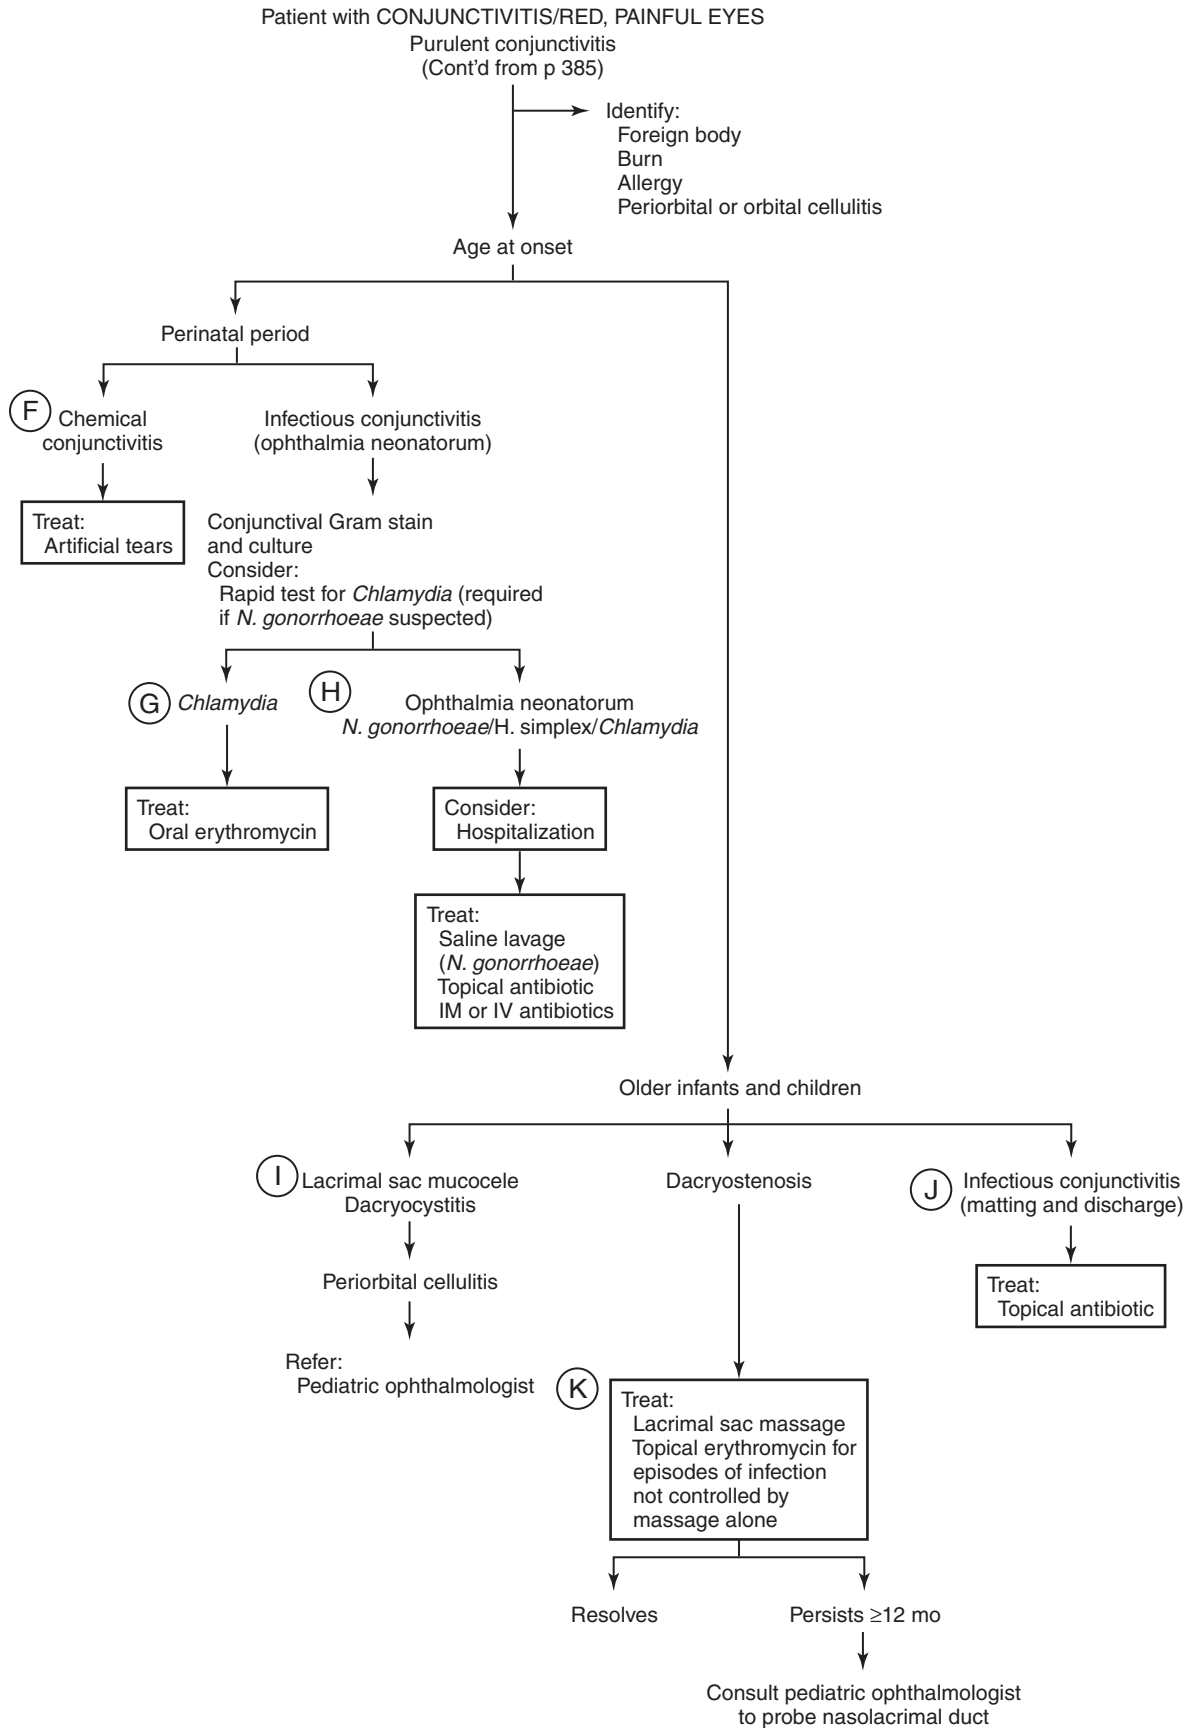 Patient with CONJUNCTIVITIS/RED, PAINFUL EYES
Purulent conjunctivitis
(Cont'd from p 385)
Identify:
Foreign body
Burn
Allergy
Periorbital or orbital cellulitis
Age at onset
Perinatal period
F
Chemical
conjunctivitis
Infectious conjunctivitis
(ophthalmia neonatorum)
Treat:
Artificial tears
Conjunctival Gram stain
and culture
Consider:
Rapid test for Chlamydia (required
if N. gonorrhoeae suspected)
G
Chlamydia
H
Ophthalmia neonatorum
N. gonorrhoeae/H. simplex/Chlamydia
Treat:
Oral erythromycin
Consider:
Hospitalization
Treat:
Saline lavage
(N. gonorrhoeae)
Topical antibiotic
IM or IV antibiotics
Older infants and children
I
Lacrimal sac mucocele
Dacryocystitis
Dacryostenosis
J
Infectious conjunctivitis
(matting and discharge)
Periorbital cellulitis
Treat:
Topical antibiotic
Refer:
Pediatric ophthalmologist
K
Treat:
Lacrimal sac massage
Topical erythromycin for
episodes of infection
not controlled by
massage alone
Resolves
Persists ≥12 mo
Consult pediatric ophthalmologist
to probe nasolacrimal duct